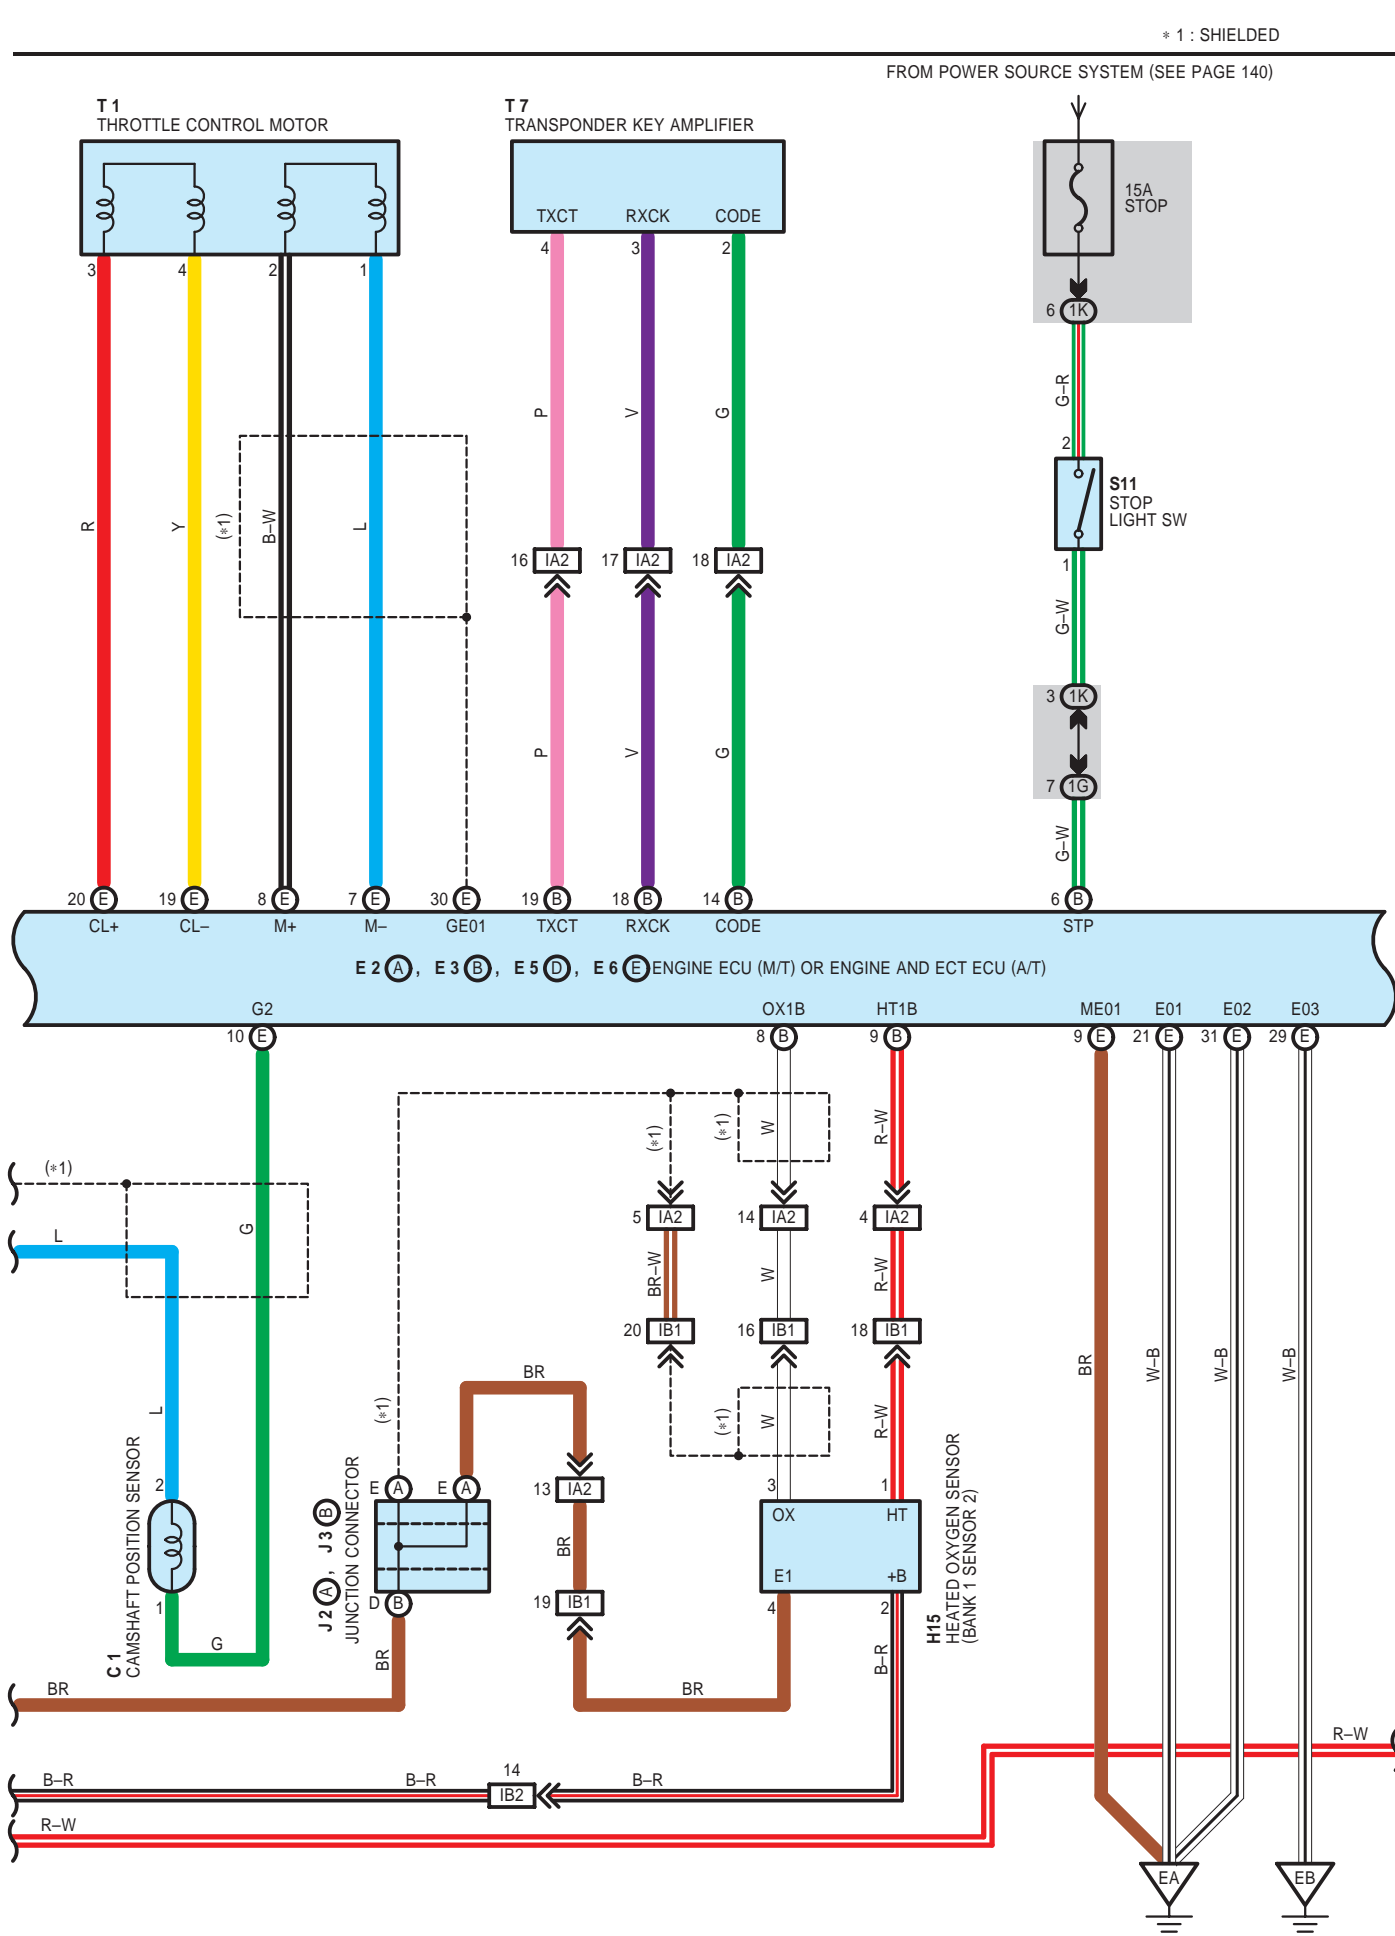 * 1 : SHIELDED
FROM POWER SOURCE SYSTEM (SEE PAGE 140)
T 1
THROTTLE CONTROL MOTOR
T 7
TRANSPONDER KEY AMPLIFIER
15A
STOP
TXCT RXCK CODE
3 4 2 1
4 3 2
6 1K
G–R
P V G
2
S11
STOP
LIGHT SW
1
R Y (*1) B–W L
16 IA2 17 IA2 18 IA2
G–W
3 1K
P V G
7 1G
G–W
20 E 19 E 8 E 7 E 30 E 19 B 18 B 14 B 6 B
CL+ CL– M+ M– GE01 TXCT RXCK CODE STP
E 2 A , E 3 B , E 5 D , E 6 E ENGINE ECU (M/T) OR ENGINE AND ECT ECU (A/T)
G2 OX1B HT1B ME01 E01 E02 E03
10 E 8 B 9 B 9 E 21 E 31 E 29 E
(*1) (*1) W R–W
(*1)
L G
5 IA2 14 IA2 4 IA2
BR–W W R–W
20 IB1 16 IB1 18 IB1
BR W–B W–B W–B
BR
L (*1) (*1) W R–W
2
C 1
CAMSHAFT POSITION SENSOR
1
G
E A E A
J 2 A , J 3 B
JUNCTION CONNECTOR
D B
BR
13 IA2
BR
19 IB1
3 1
OX HT
E1 +B
4 2
H15
HEATED OXYGEN SENSOR
(BANK 1 SENSOR 2)
B–R
BR BR
R–W
B–R B–R 14 IB2 B–R
R–W
EA EB